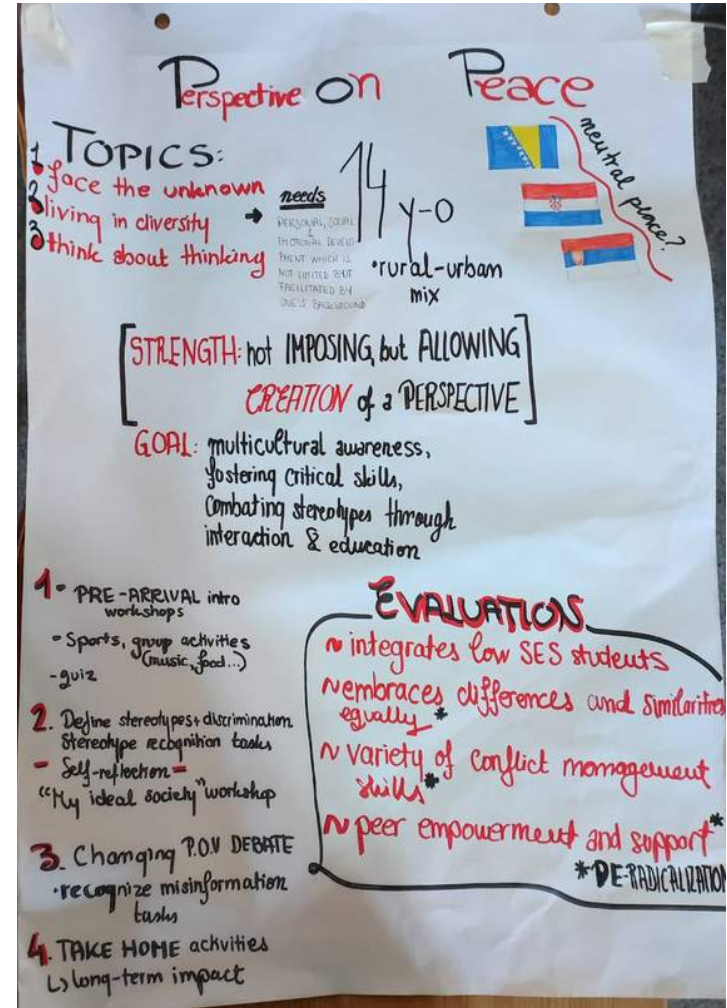 Perspective on Peace
TOPICS:
1 face the unknown
2 living in diversity
3 think about thinking
needs
PERSONAL, SOCIAL
&
EMOTIONAL DEVELO
PMENT WHICH IS
NOT LIMITED BUT
FACILITATED BY
ONE'S BACKGROUND
14 y-o
•rural-urban
mix
neutral place?
[STRENGTH: not IMPOSING, but ALLOWING
CREATION of a PERSPECTIVE]
GOAL: multicultural awareness,
fostering critical skills,
combating stereotypes through
interaction & education
1- PRE-ARRIVAL intro
workshops
- Sports, group activities
(music, food...)
- quiz
2. Define stereotypes + discrimination
Stereotype recognition tasks
- Self-reflection -
"My ideal society" workshop
3. Changing P.O.V DEBATE
•recognize misinformation
tasks
4. TAKE HOME activities
↳ long-term impact
EVALUATION
~ integrates low SES students
~ embraces differences and similarities
equally *
~ variety of conflict management
skills *
~ peer empowerment and support *
* DE-RADICALIZATION